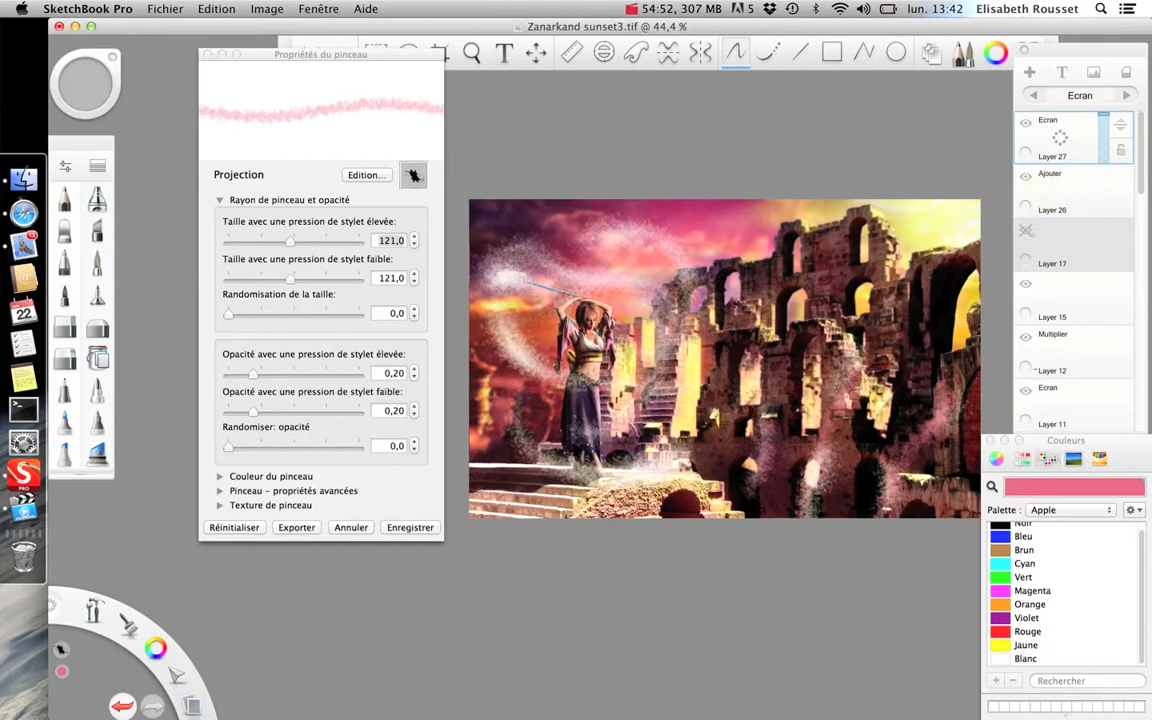 SketchBook Pro Fichier Edition Image Fenêtre Aide 54:52, 307 MB 5 lun. 13:42 Elisabeth Rousset
Zanarkand sunset3.tif @ 44,4 %
Propriétés du pinceau
T
T
Ecran
Projection
Edition...
Rayon de pinceau et opacité
Taille avec une pression de stylet élevée:
121,0
Taille avec une pression de stylet faible:
121,0
Randomisation de la taille:
0,0
Opacité avec une pression de stylet élevée:
0,20
Opacité avec une pression de stylet faible:
0,20
Randomiser: opacité
0,0
Couleur du pinceau
Pinceau - propriétés avancées
Texture de pinceau
Réinitialiser Exporter Annuler Enregistrer
Ecran
Layer 27
Ajouter
Layer 26
Layer 17
Layer 15
Multiplier
Layer 12
Ecran
Layer 11
Couleurs
Palette : Apple
Noir
Bleu
Brun
Cyan
Vert
Magenta
Orange
Violet
Rouge
Jaune
Blanc
Rechercher
22
PRO